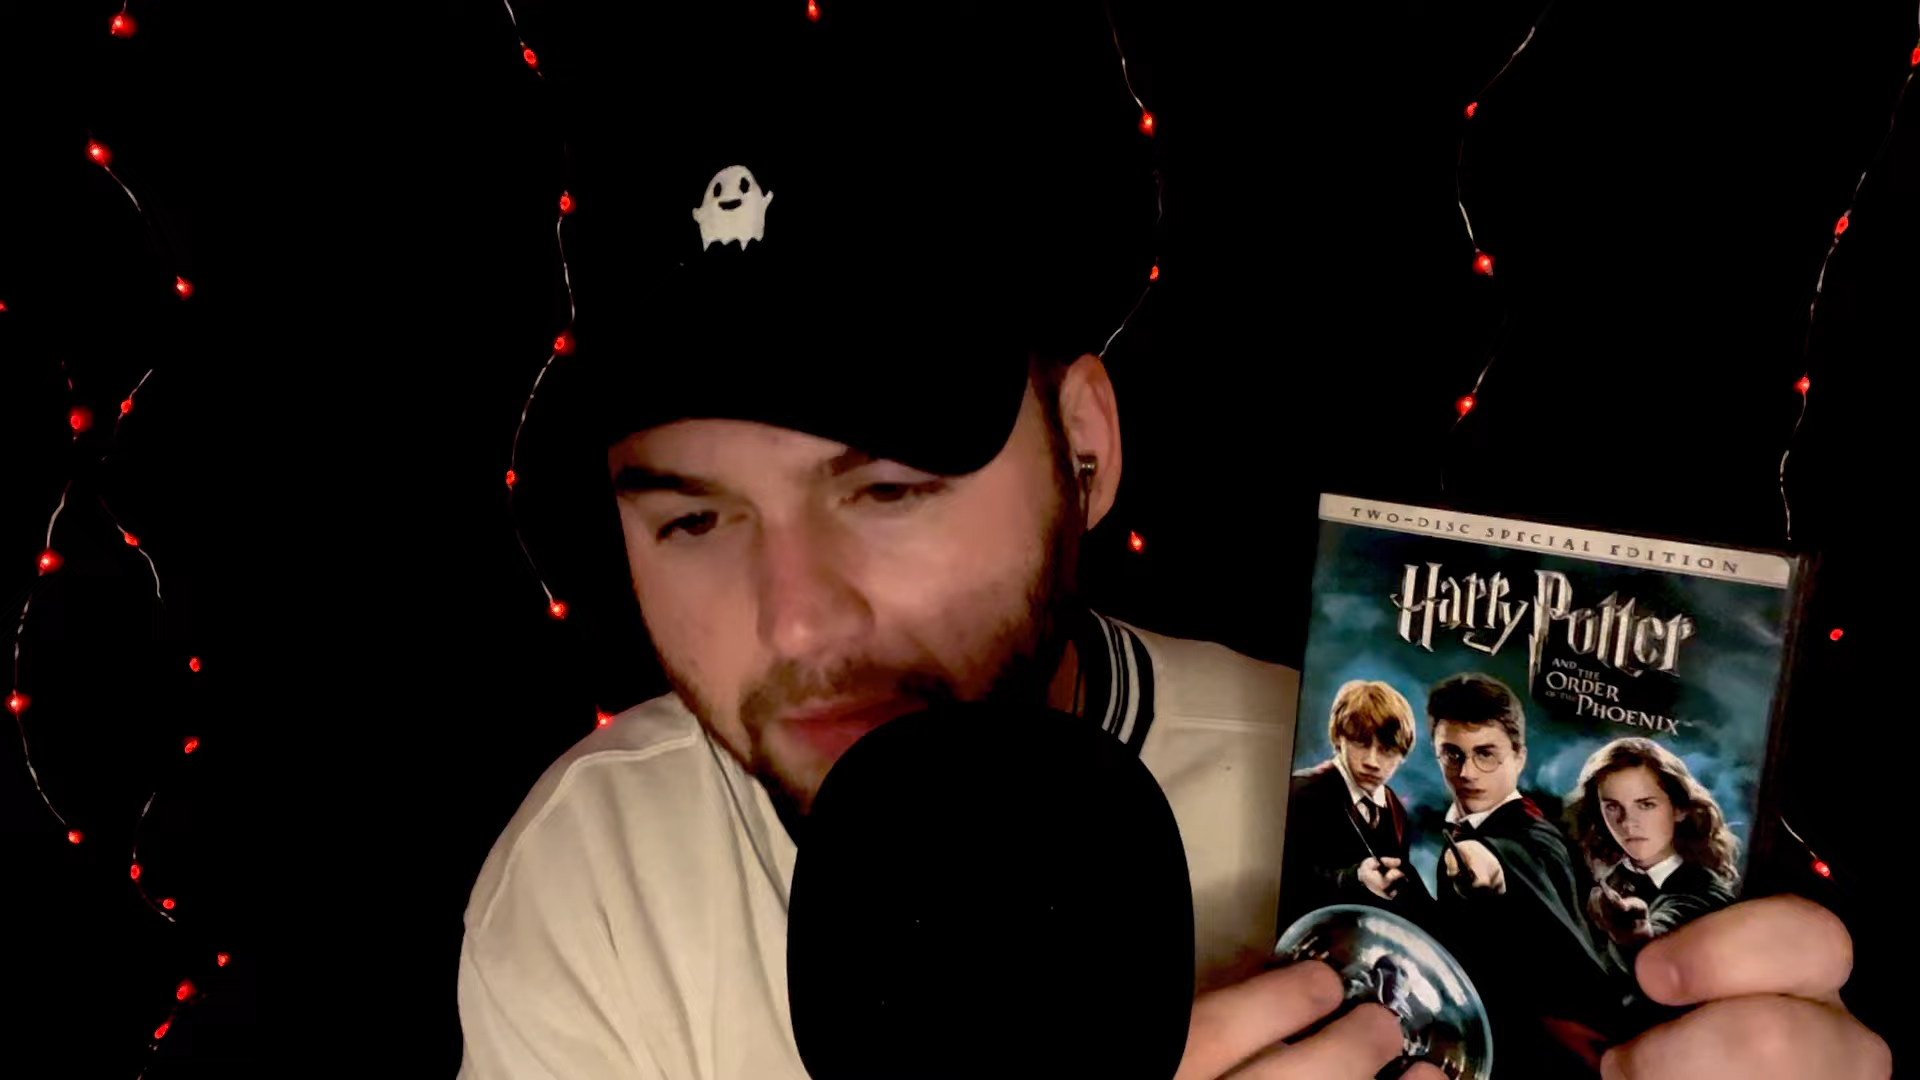 TWO-DISC SPECIAL EDITION
Harry Potter
AND THE
ORDER
OF THE
PHOENIX